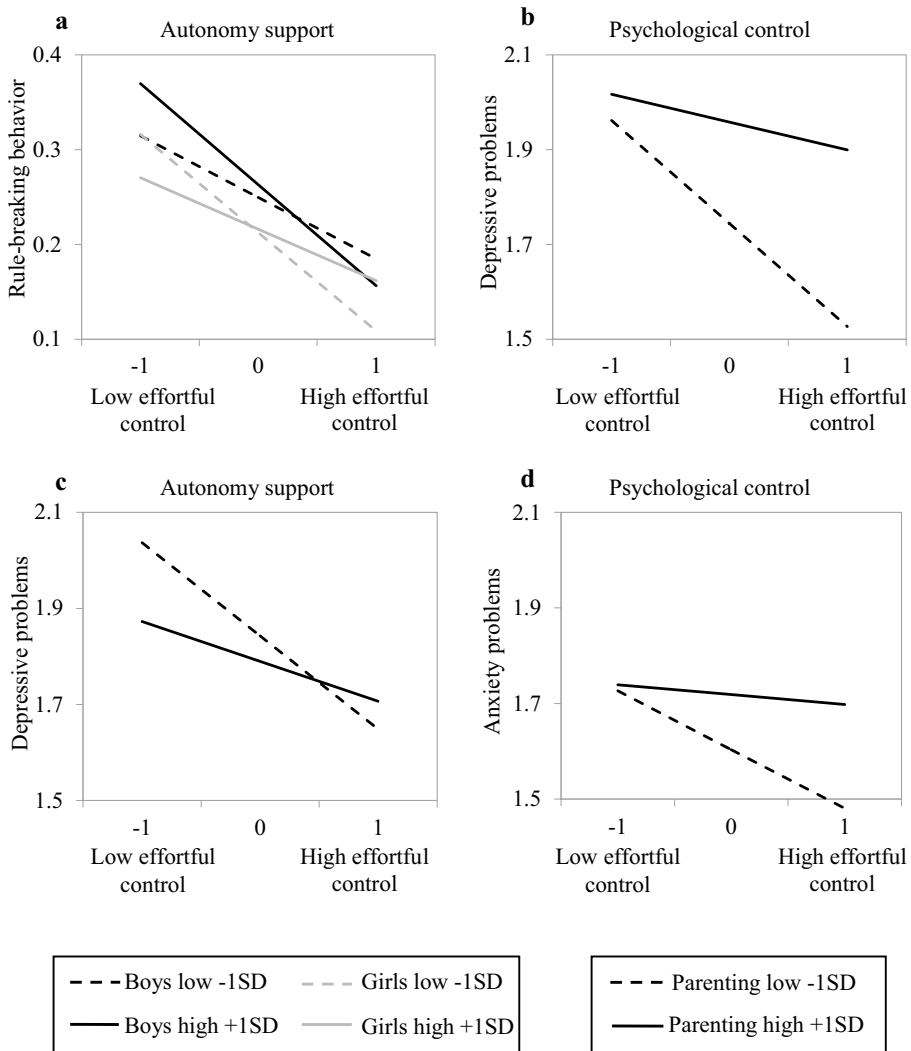 a
Autonomy support
Rule-breaking behavior
0.4
0.3
0.2
0.1
-1
0
1
Low effortful
control
High effortful
control
b
Psychological control
Depressive problems
2.1
1.9
1.7
1.5
-1
0
1
Low effortful
control
High effortful
control
c
Autonomy support
Depressive problems
2.1
1.9
1.7
1.5
-1
0
1
Low effortful
control
High effortful
control
d
Psychological control
Anxiety problems
2.1
1.9
1.7
1.5
-1
0
1
Low effortful
control
High effortful
control
Boys low -1SD
Girls low -1SD
Boys high +1SD
Girls high +1SD
Parenting low -1SD
Parenting high +1SD